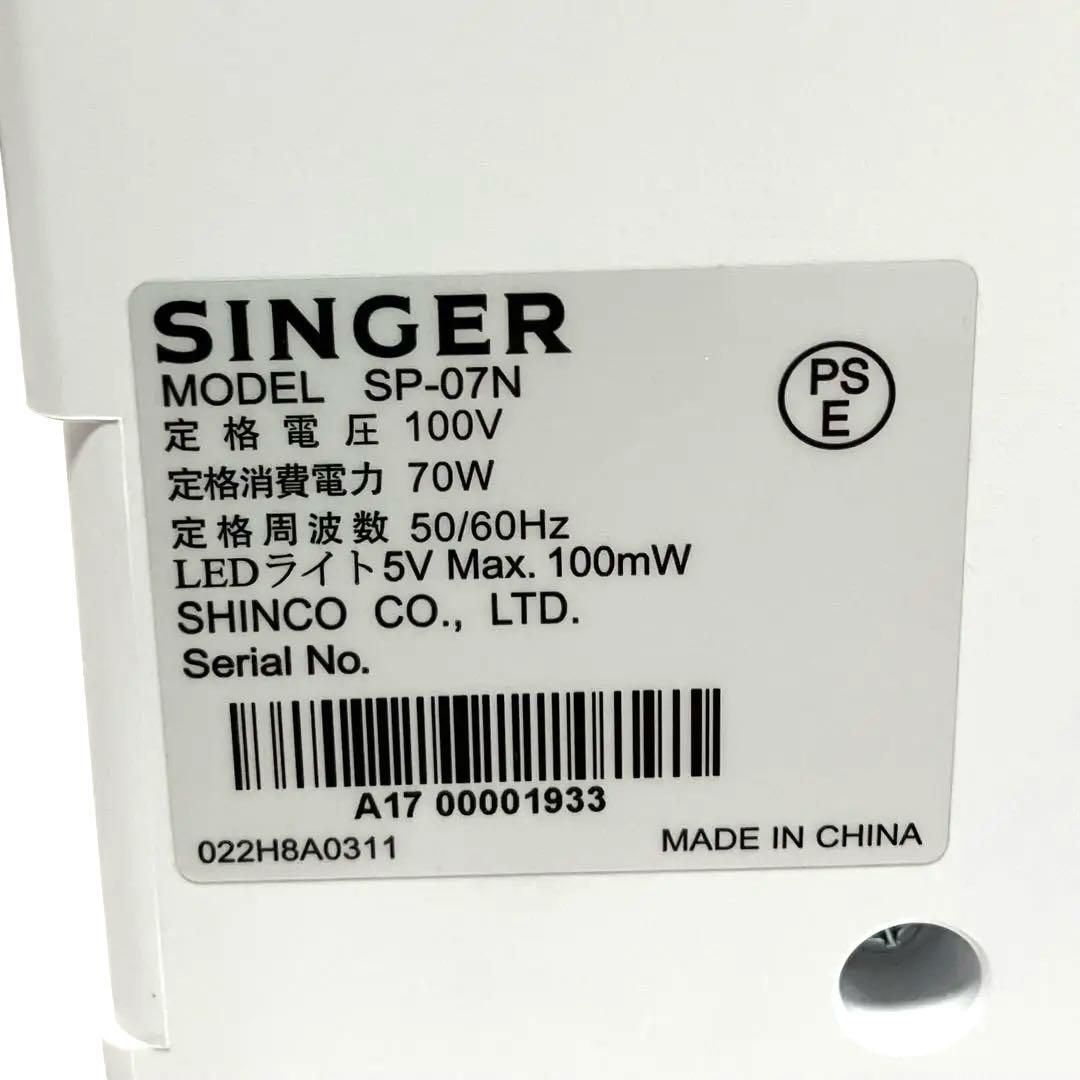 SINGER
MODEL SP-07N
PS
E
定格電圧 100V
定格消費電力 70W
定格周波数 50/60Hz
LEDライト5V Max. 100mW
SHINCO CO., LTD.
Serial No.
A17 00001933
022H8A0311
MADE IN CHINA